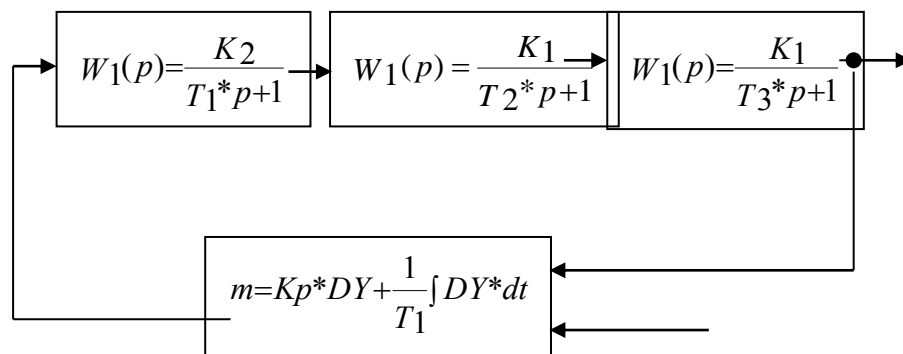 W1(p)=K2/(T1*p+1)
W1(p)=K1/(T2*p+1)
W1(p)=K1/(T3*p+1)
m=Kp*DY+1/T1∫DY*dt